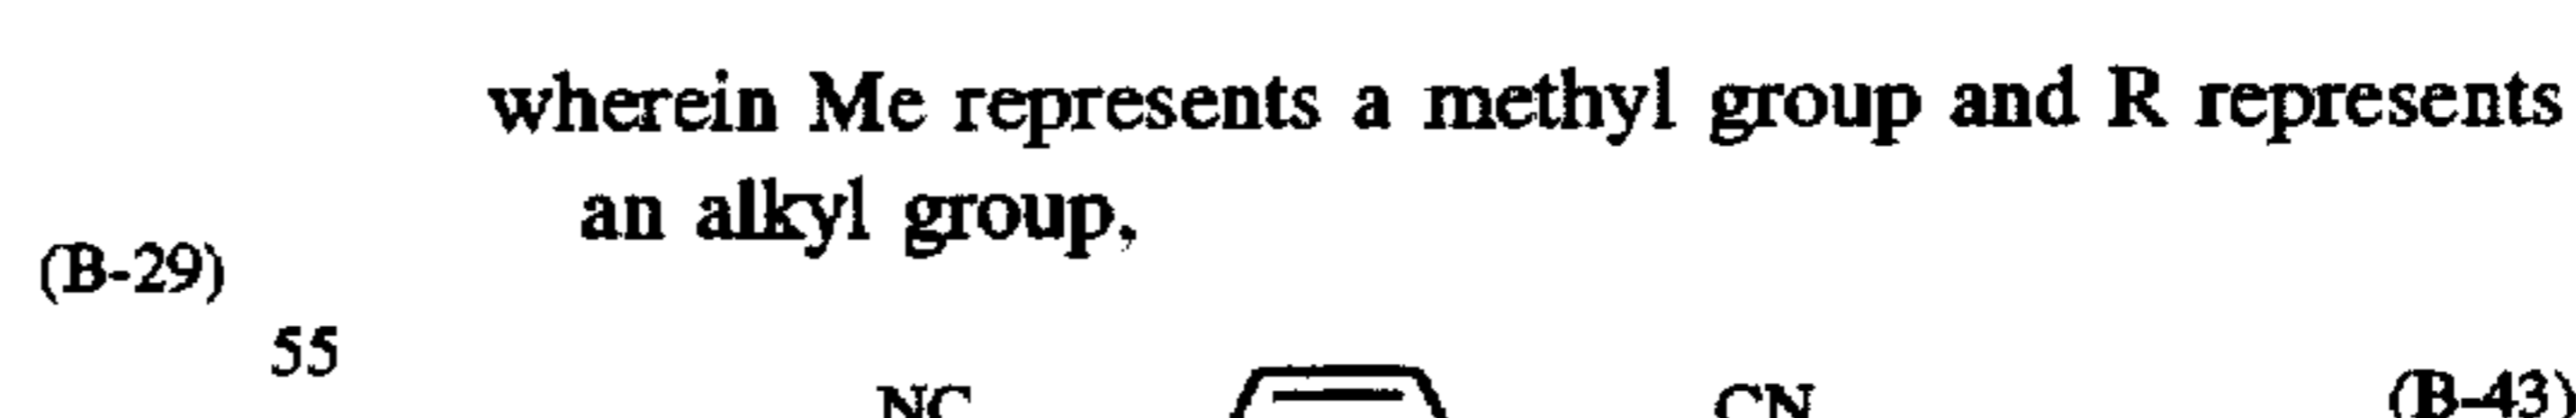 wherein Me represents a methyl group and R represents
an alkyl group,
(B-29)
55
NC CN (B-43)